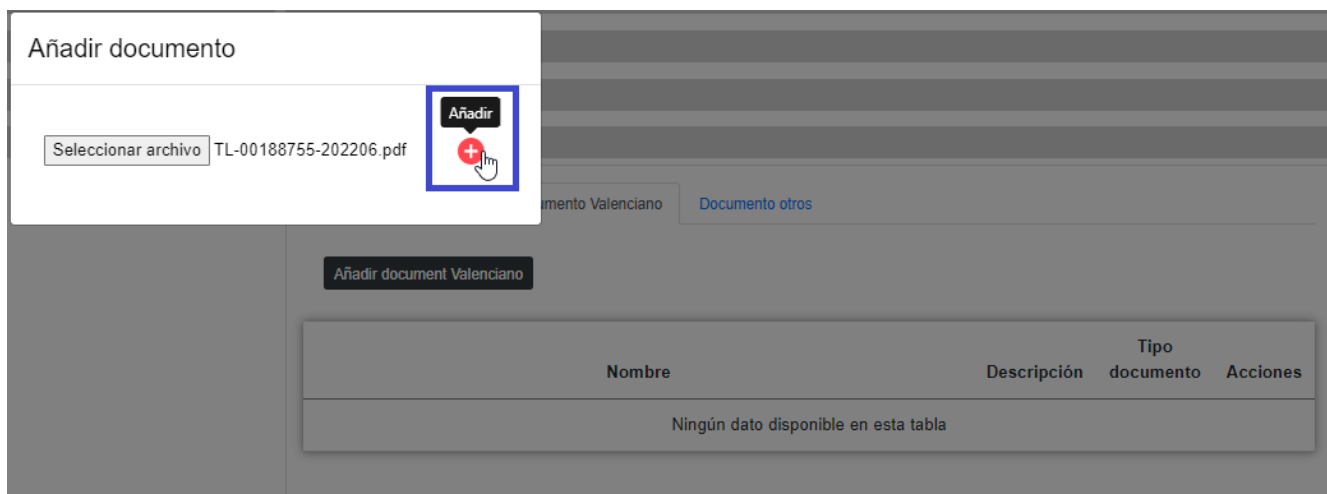 Añadir documento
Añadir
Seleccionar archivo TL-00188755-202206.pdf
Valenciano
Documento otros
Añadir document Valenciano
Nombre Descripción Tipo documento Acciones
Ningún dato disponible en esta tabla